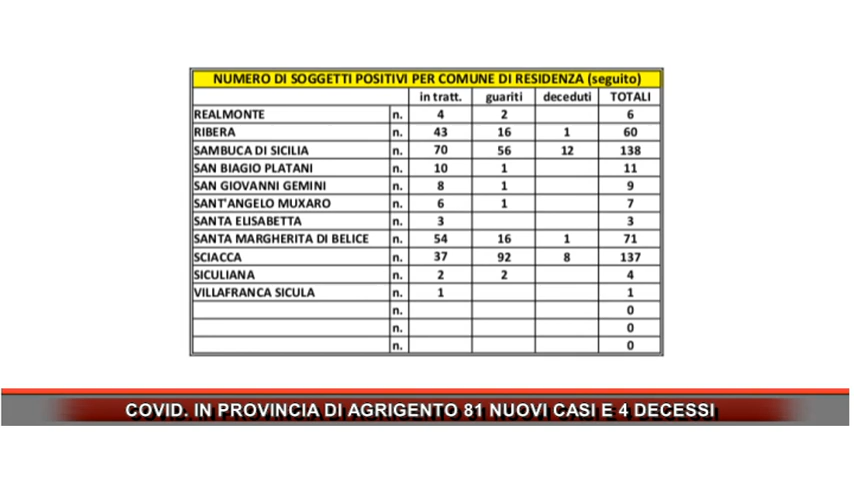 NUMERO DI SOGGETTI POSITIVI PER COMUNE DI RESIDENZA (seguito)
in tratt. guariti deceduti TOTALI
REALMONTE n. 4 2 6
RIBERA n. 43 16 1 60
SAMBUCA DI SICILIA n. 70 56 12 138
SAN BIAGIO PLATANI n. 10 1 11
SAN GIOVANNI GEMINI n. 8 1 9
SANT'ANGELO MUXARO n. 6 1 7
SANTA ELISABETTA n. 3 3
SANTA MARGHERITA DI BELICE n. 54 16 1 71
SCIACCA n. 37 92 8 137
SICULIANA n. 2 2 4
VILLAFRANCA SICULA n. 1 1
n. 0
n. 0
n. 0
COVID. IN PROVINCIA DI AGRIGENTO 81 NUOVI CASI E 4 DECESSI